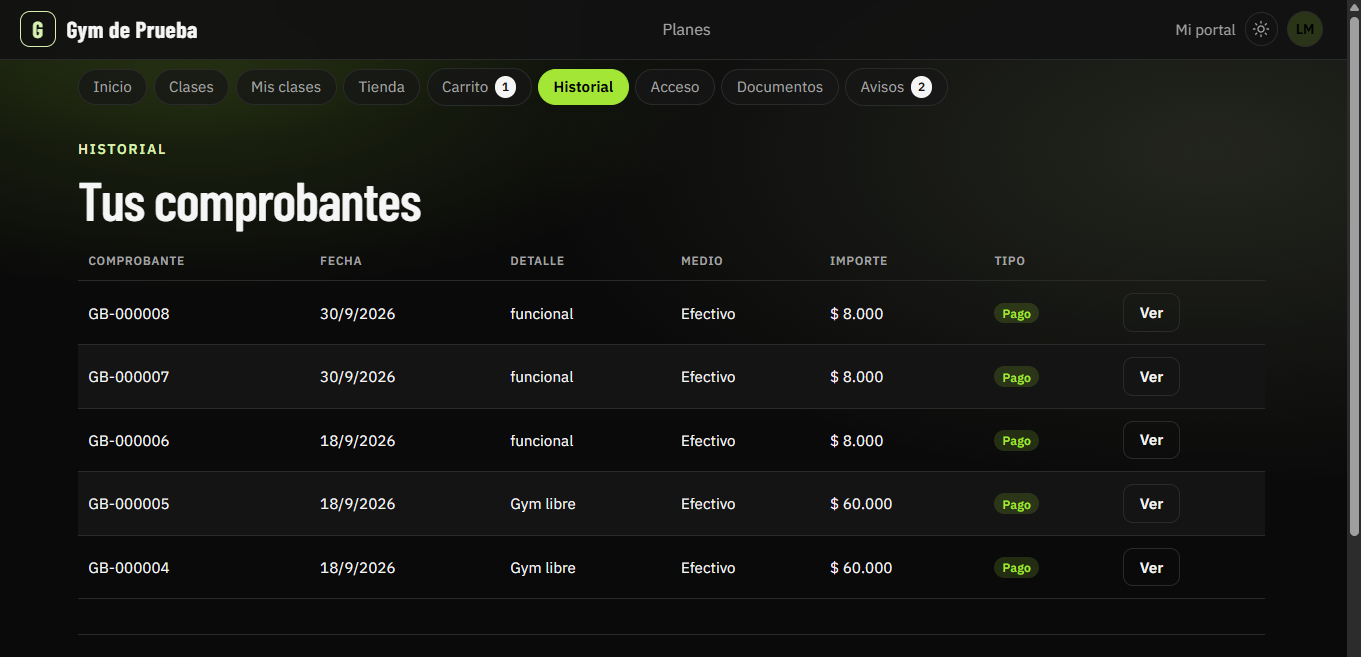 G Gym de Prueba Planes Mi portal LM
Inicio Clases Mis clases Tienda Carrito 1 Historial Acceso Documentos Avisos 2
HISTORIAL
Tus comprobantes
COMPROBANTE FECHA DETALLE MEDIO IMPORTE TIPO
GB-000008 30/9/2026 funcional Efectivo $ 8.000 Pago Ver
GB-000007 30/9/2026 funcional Efectivo $ 8.000 Pago Ver
GB-000006 18/9/2026 funcional Efectivo $ 8.000 Pago Ver
GB-000005 18/9/2026 Gym libre Efectivo $ 60.000 Pago Ver
GB-000004 18/9/2026 Gym libre Efectivo $ 60.000 Pago Ver